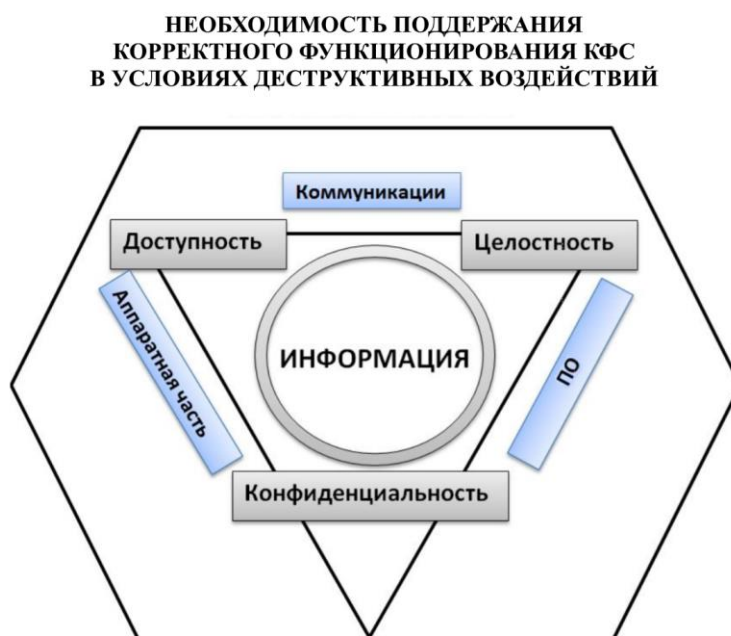 НЕОБХОДИМОСТЬ ПОДДЕРЖАНИЯ
КОРРЕКТНОГО ФУНКЦИОНИРОВАНИЯ КФС
В УСЛОВИЯХ ДЕСТРУКТИВНЫХ ВОЗДЕЙСТВИЙ
Коммуникации
Доступность
Целостность
Аппаратная часть
ИНФОРМАЦИЯ
ПО
Конфиденциальность